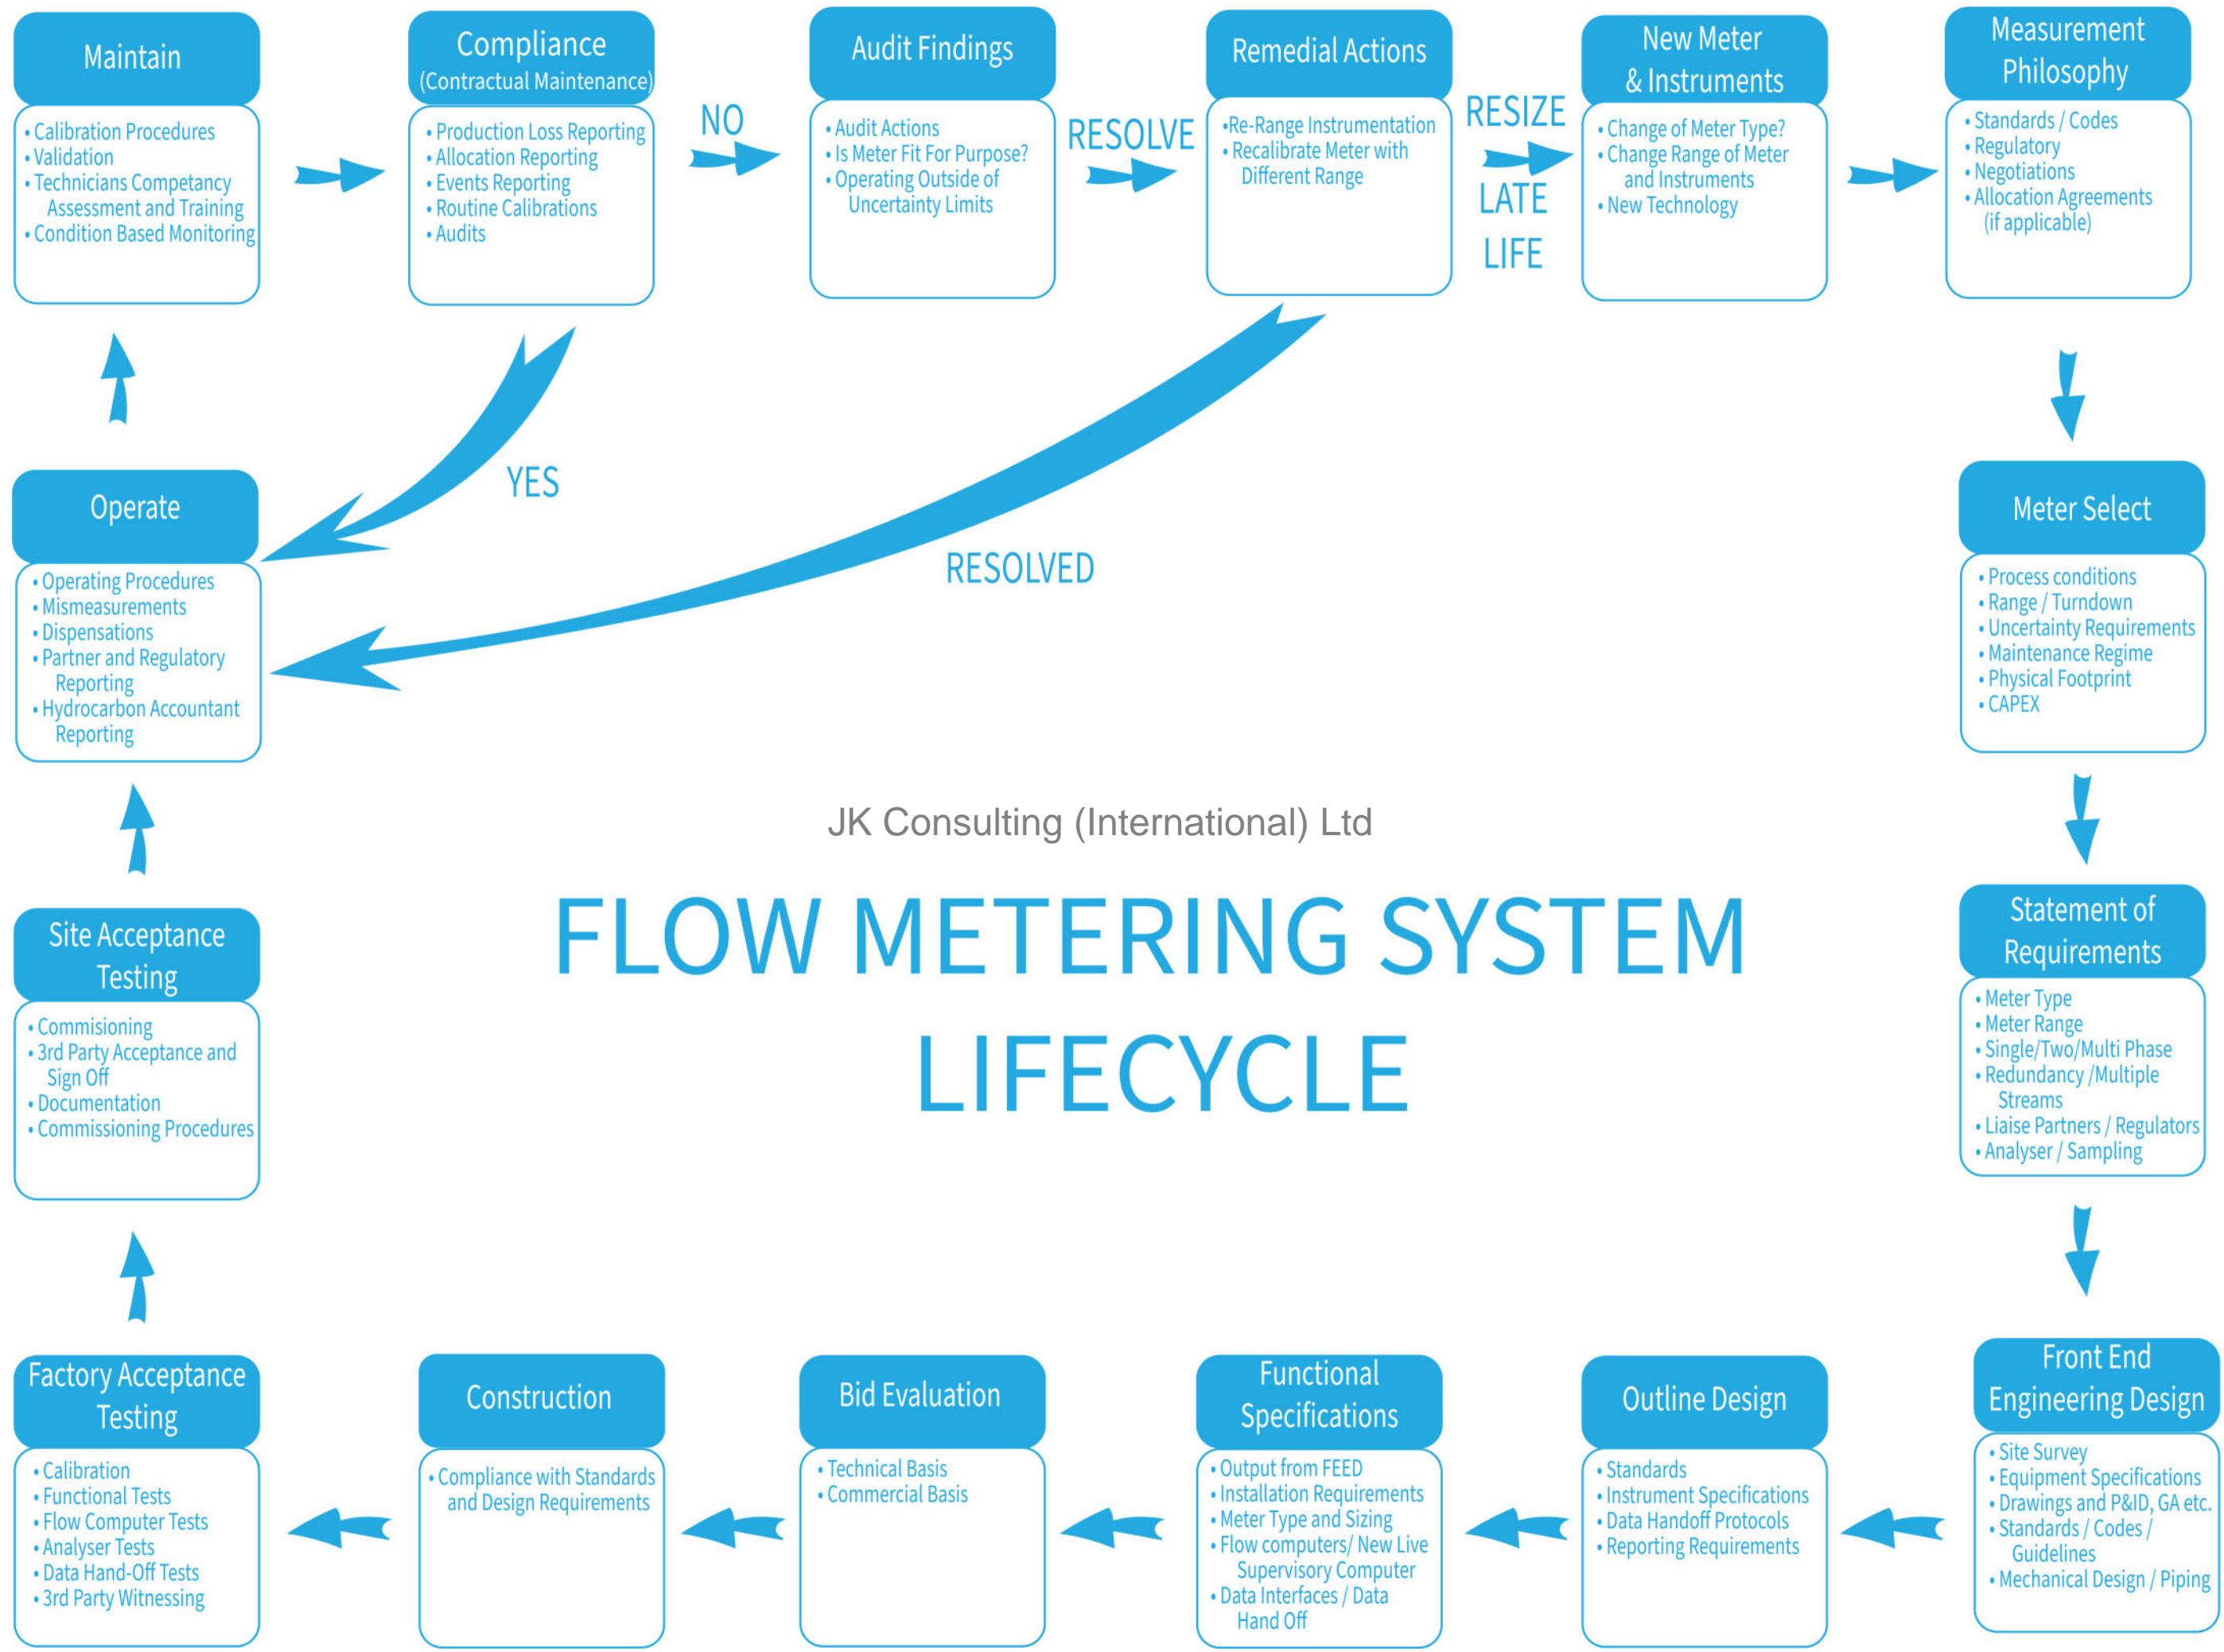 Maintain
• Calibration Procedures
• Validation
• Technicians Competancy
Assessment and Training
• Condition Based Monitoring
Compliance
(Contractual Maintenance)
• Production Loss Reporting
• Allocation Reporting
• Events Reporting
• Routine Calibrations
• Audits
NO
Audit Findings
• Audit Actions
• Is Meter Fit For Purpose?
• Operating Outside of
Uncertainty Limits
RESOLVE
Remedial Actions
•Re-Range Instrumentation
• Recalibrate Meter with
Different Range
RESIZE
LATE
LIFE
New Meter
& Instruments
• Change of Meter Type?
• Change Range of Meter
and Instruments
• New Technology
Measurement
Philosophy
• Standards / Codes
• Regulatory
• Negotiations
• Allocation Agreements
(if applicable)
YES
RESOLVED
Operate
• Operating Procedures
• Mismeasurements
• Dispensations
• Partner and Regulatory
Reporting
• Hydrocarbon Accountant
Reporting
Meter Select
• Process conditions
• Range / Turndown
• Uncertainty Requirements
• Maintenance Regime
• Physical Footprint
• CAPEX
JK Consulting (International) Ltd
FLOW METERING SYSTEM
LIFECYCLE
Site Acceptance
Testing
• Commisioning
• 3rd Party Acceptance and
Sign Off
• Documentation
• Commissioning Procedures
Statement of
Requirements
• Meter Type
• Meter Range
• Single/Two/Multi Phase
• Redundancy /Multiple
Streams
• Liaise Partners / Regulators
• Analyser / Sampling
Factory Acceptance
Testing
• Calibration
• Functional Tests
• Flow Computer Tests
• Analyser Tests
• Data Hand-Off Tests
• 3rd Party Witnessing
Construction
• Compliance with Standards
and Design Requirements
Bid Evaluation
• Technical Basis
• Commercial Basis
Functional
Specifications
• Output from FEED
• Installation Requirements
• Meter Type and Sizing
• Flow computers/ New Live
Supervisory Computer
• Data Interfaces / Data
Hand Off
Outline Design
• Standards
• Instrument Specifications
• Data Handoff Protocols
• Reporting Requirements
Front End
Engineering Design
• Site Survey
• Equipment Specifications
• Drawings and P&ID, GA etc.
• Standards / Codes /
Guidelines
• Mechanical Design / Piping